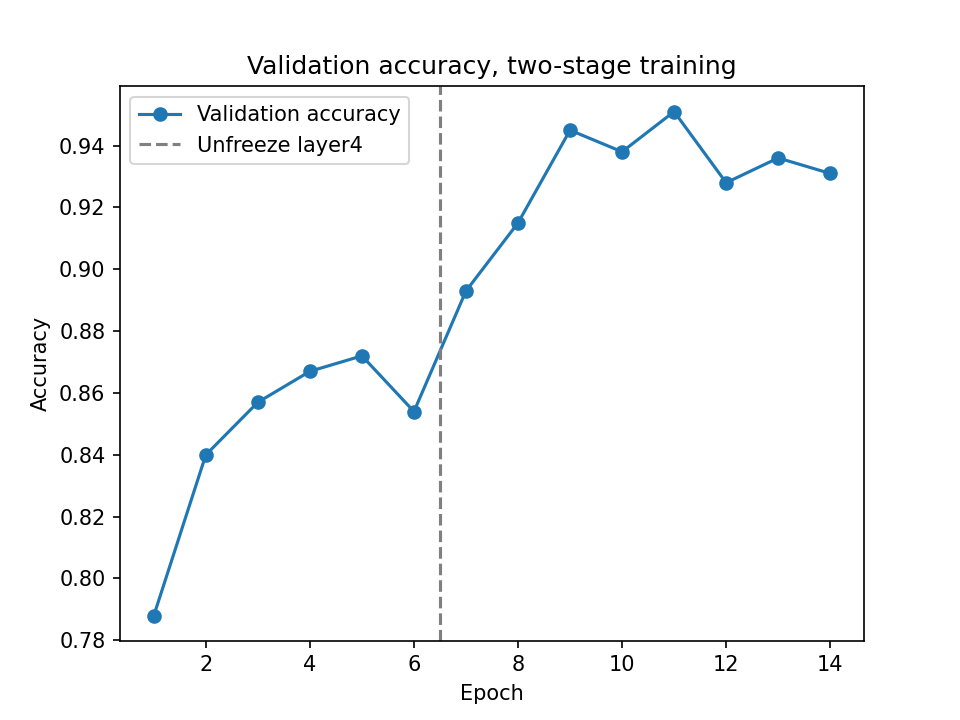 Validation accuracy, two-stage training
Validation accuracy
Unfreeze layer4
0.94
0.92
0.90
0.88
0.86
0.84
0.82
0.80
0.78
Accuracy
2 4 6 8 10 12 14
Epoch